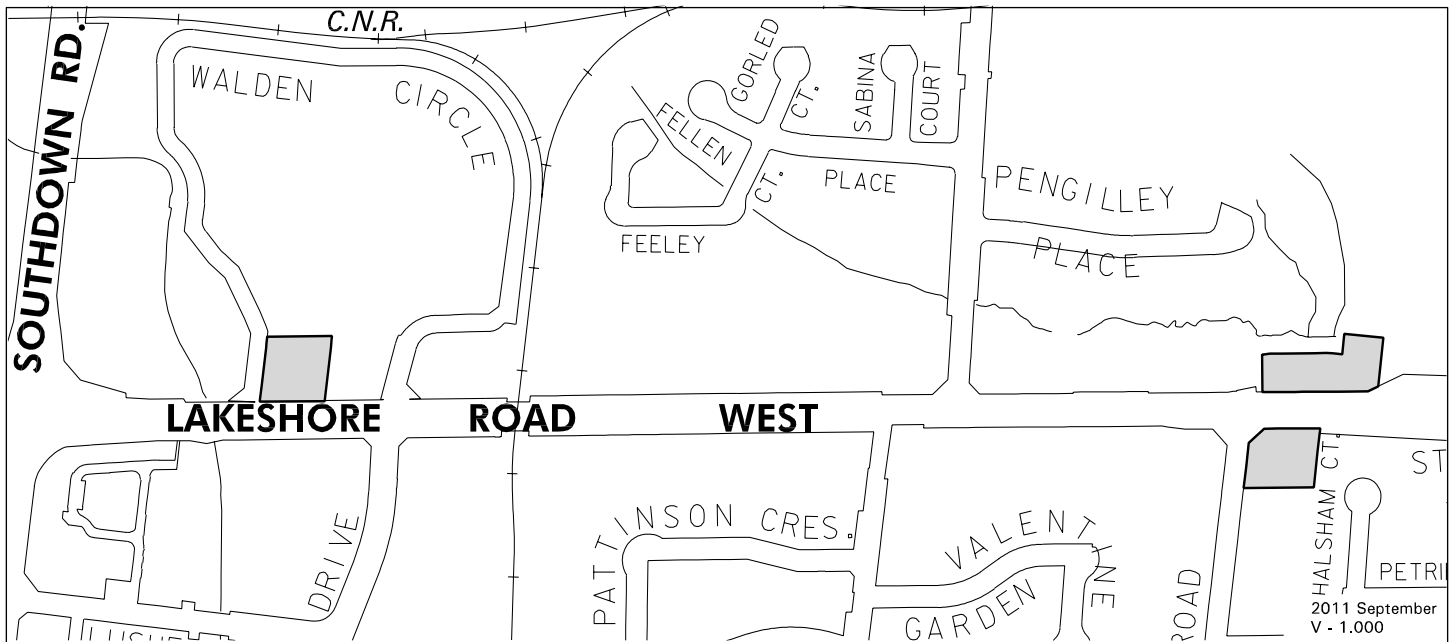 C.N.R.
SOUTHDOWN RD.
WALDEN CIRCLE
GORLED CT.
SABINA COURT
FELLEN CT.
PLACE
FEELEY
PENGILLEY PLACE
LAKESHORE ROAD WEST
DRIVE
PATTINSON CRES.
VALENTINE
GARDEN
ROAD
HALSHAM CT.
ST
PETRI
2011 September
V - 1.000